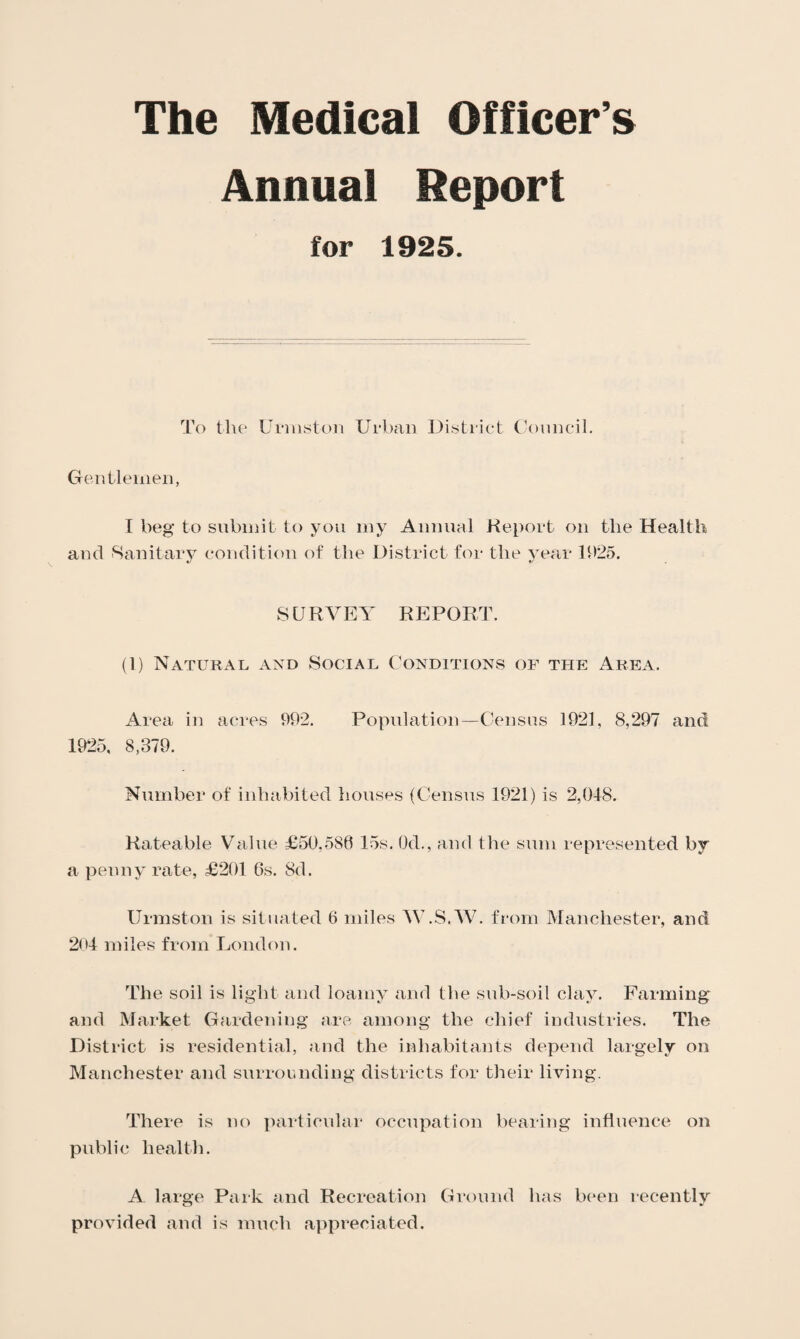 The Medical Officer's
Annual Report
for 1925.
To the Urmston Urban District Council.
Gentlemen,
I beg to submit to you my Annual Report on the Health
and Sanitary condition of the District for the year 1925.
SURVEY REPORT.
(1) NATURAL AND SOCIAL CONDITIONS OF THE AREA.
Area in acres 992. Population—Census 1921, 8,297 and
1925, 8,379.
Number of inhabited houses (Census 1921) is 2,048.
Rateable Value £50,586 15s. 0d., and the sum represented by
a penny rate, £201 6s. 8d.
Urmston is situated 6 miles W.S.W. from Manchester, and
204 miles from London.
The soil is light and loamy and the sub-soil clay. Farming
and Market Gardening are among the chief industries. The
District is residential, and the inhabitants depend largely on
Manchester and surrounding districts for their living.
There is no particular occupation bearing influence on
public health.
A large Park and Recreation Ground has been recently
provided and is much appreciated.